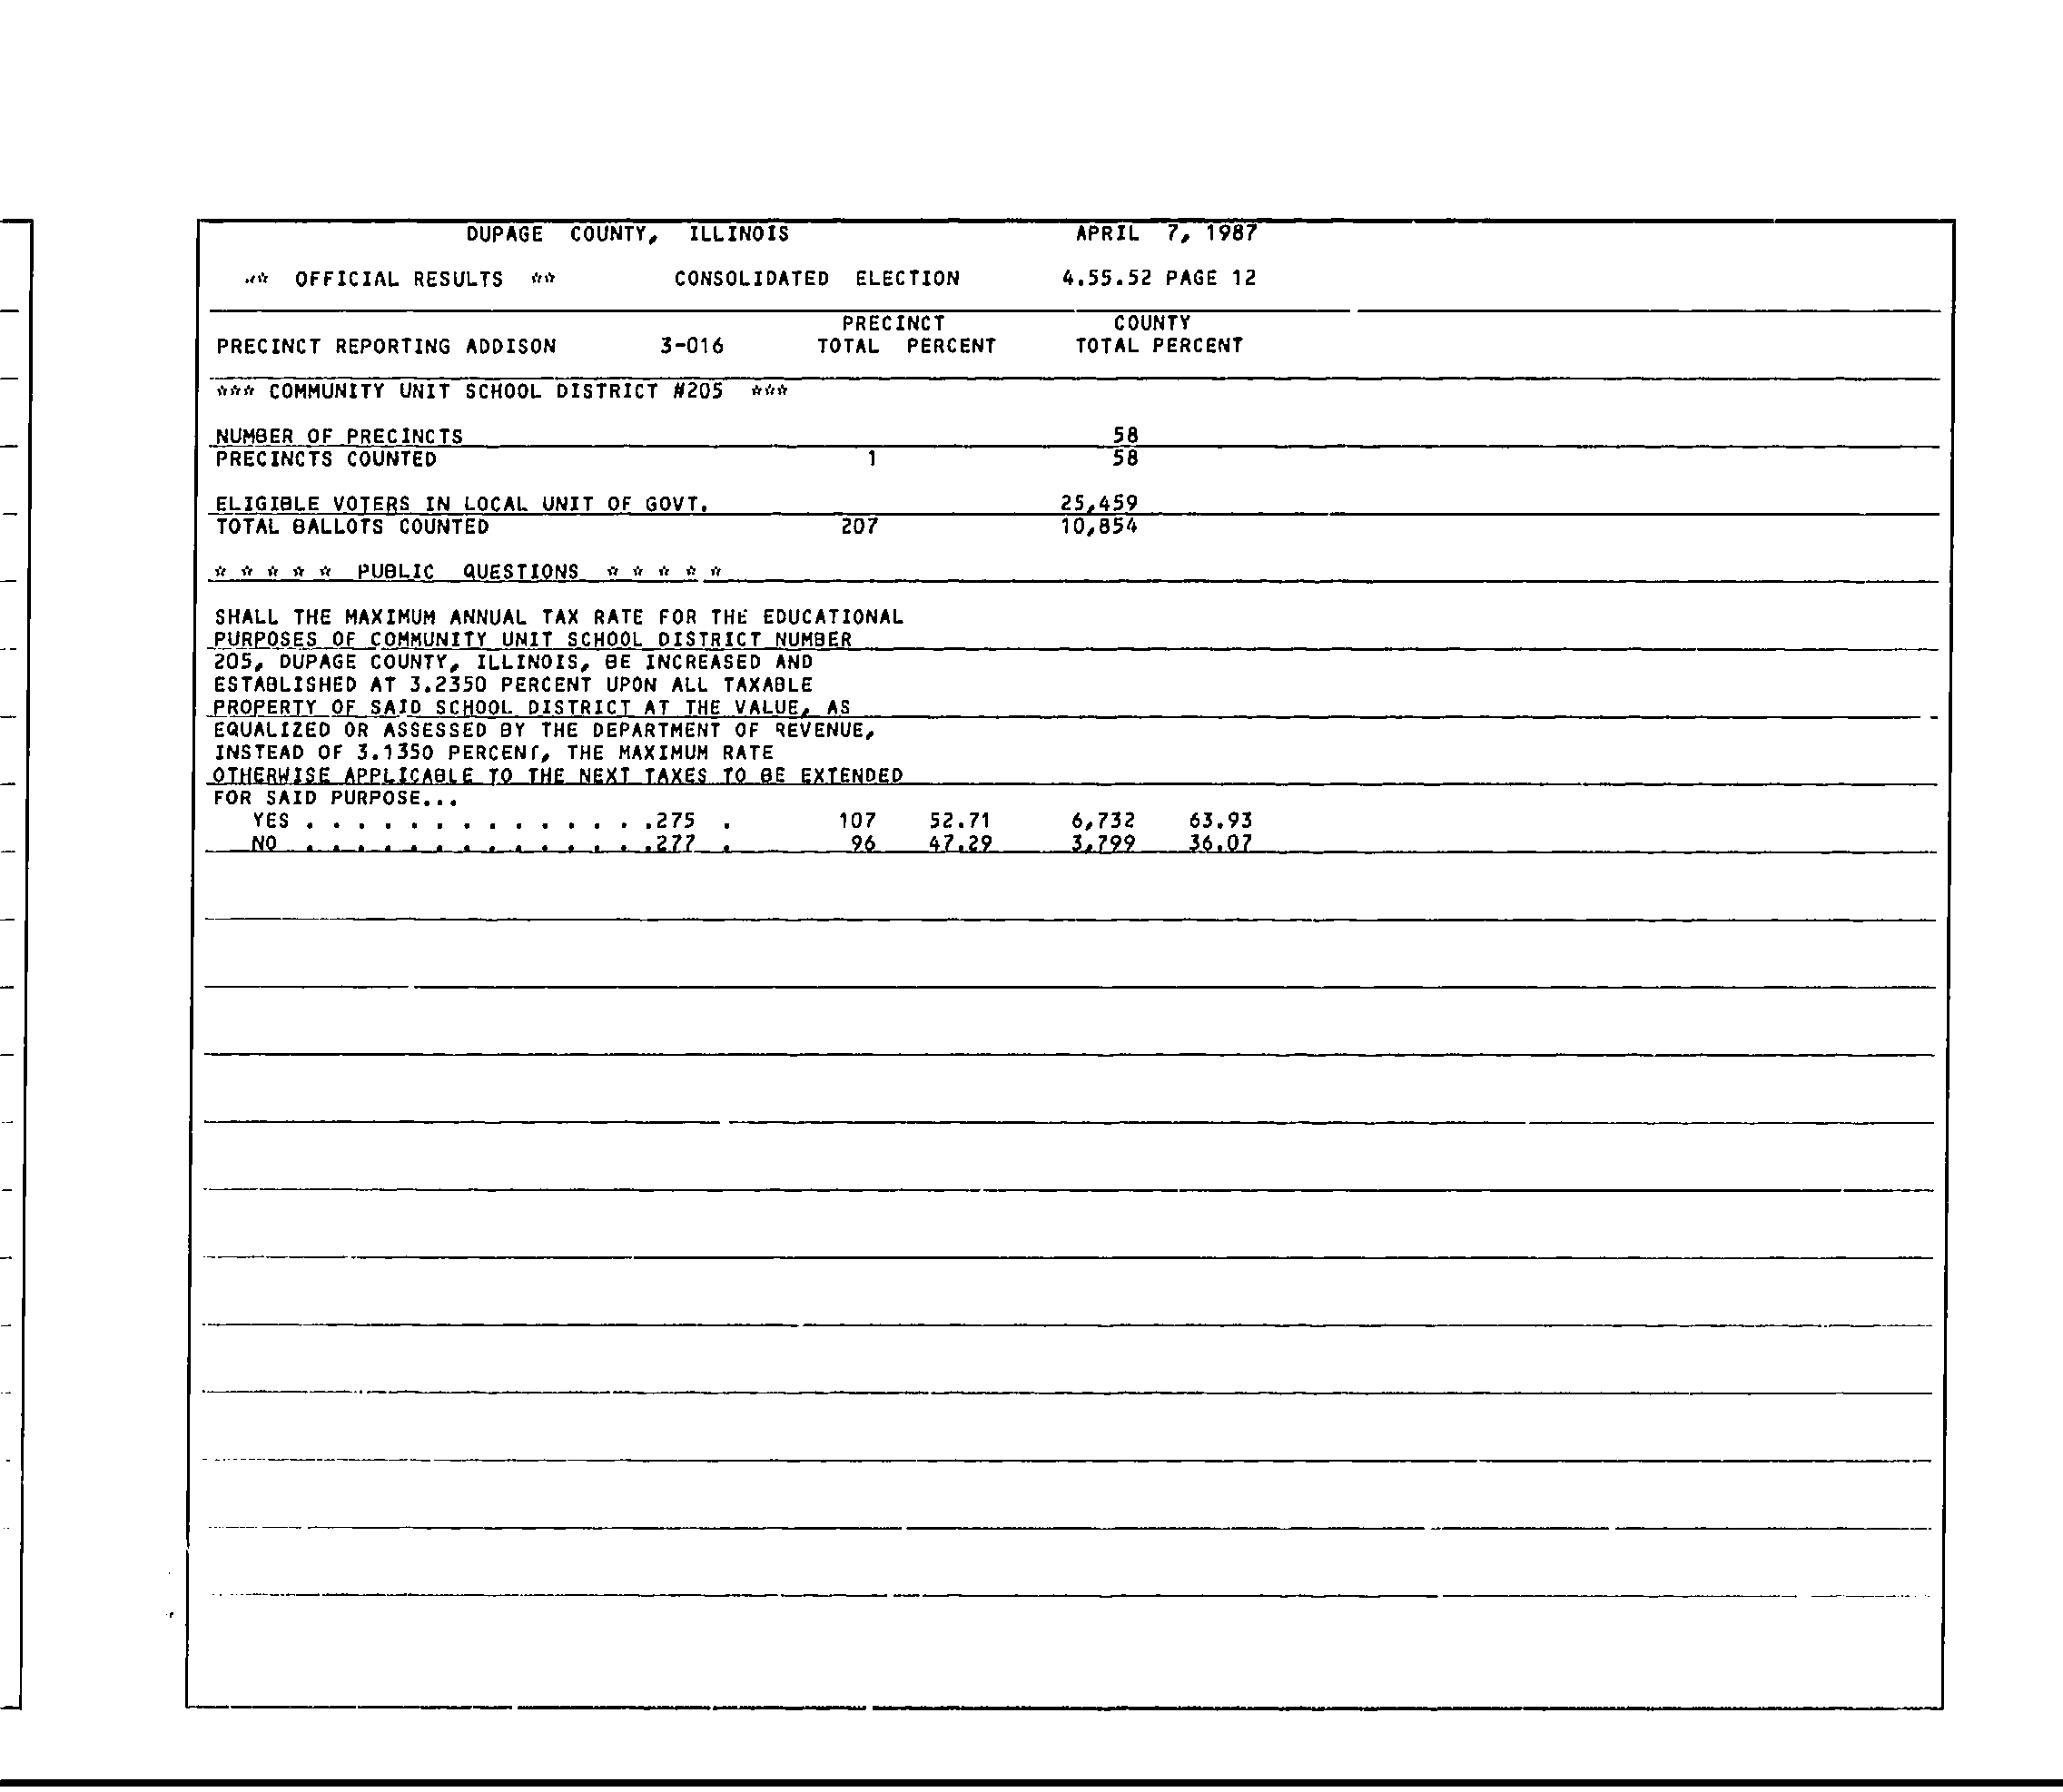 DUPAGE COUNTY, ILLINOIS APRIL 7, 1987
** OFFICIAL RESULTS ** CONSOLIDATED ELECTION 4.55.52 PAGE 12
PRECINCT COUNTY
PRECINCT REPORTING ADDISON 3-016 TOTAL PERCENT TOTAL PERCENT
*** COMMUNITY UNIT SCHOOL DISTRICT #205 ***
NUMBER OF PRECINCTS 58
PRECINCTS COUNTED 1 58
ELIGIBLE VOTERS IN LOCAL UNIT OF GOVT. 25,459
TOTAL BALLOTS COUNTED 207 10,854
* * * * * PUBLIC QUESTIONS * * * * *
SHALL THE MAXIMUM ANNUAL TAX RATE FOR THE EDUCATIONAL
PURPOSES OF COMMUNITY UNIT SCHOOL DISTRICT NUMBER
205, DUPAGE COUNTY, ILLINOIS, BE INCREASED AND
ESTABLISHED AT 3.2350 PERCENT UPON ALL TAXABLE
PROPERTY OF SAID SCHOOL DISTRICT AT THE VALUE, AS
EQUALIZED OR ASSESSED BY THE DEPARTMENT OF REVENUE,
INSTEAD OF 3.1350 PERCENT, THE MAXIMUM RATE
OTHERWISE APPLICABLE TO THE NEXT TAXES TO BE EXTENDED
FOR SAID PURPOSE...
YES . . . . . . . . . . . . . .275 . 107 52.71 6,732 63.93
NO . . . . . . . . . . . . . .277 . 96 47.29 3,799 36.07